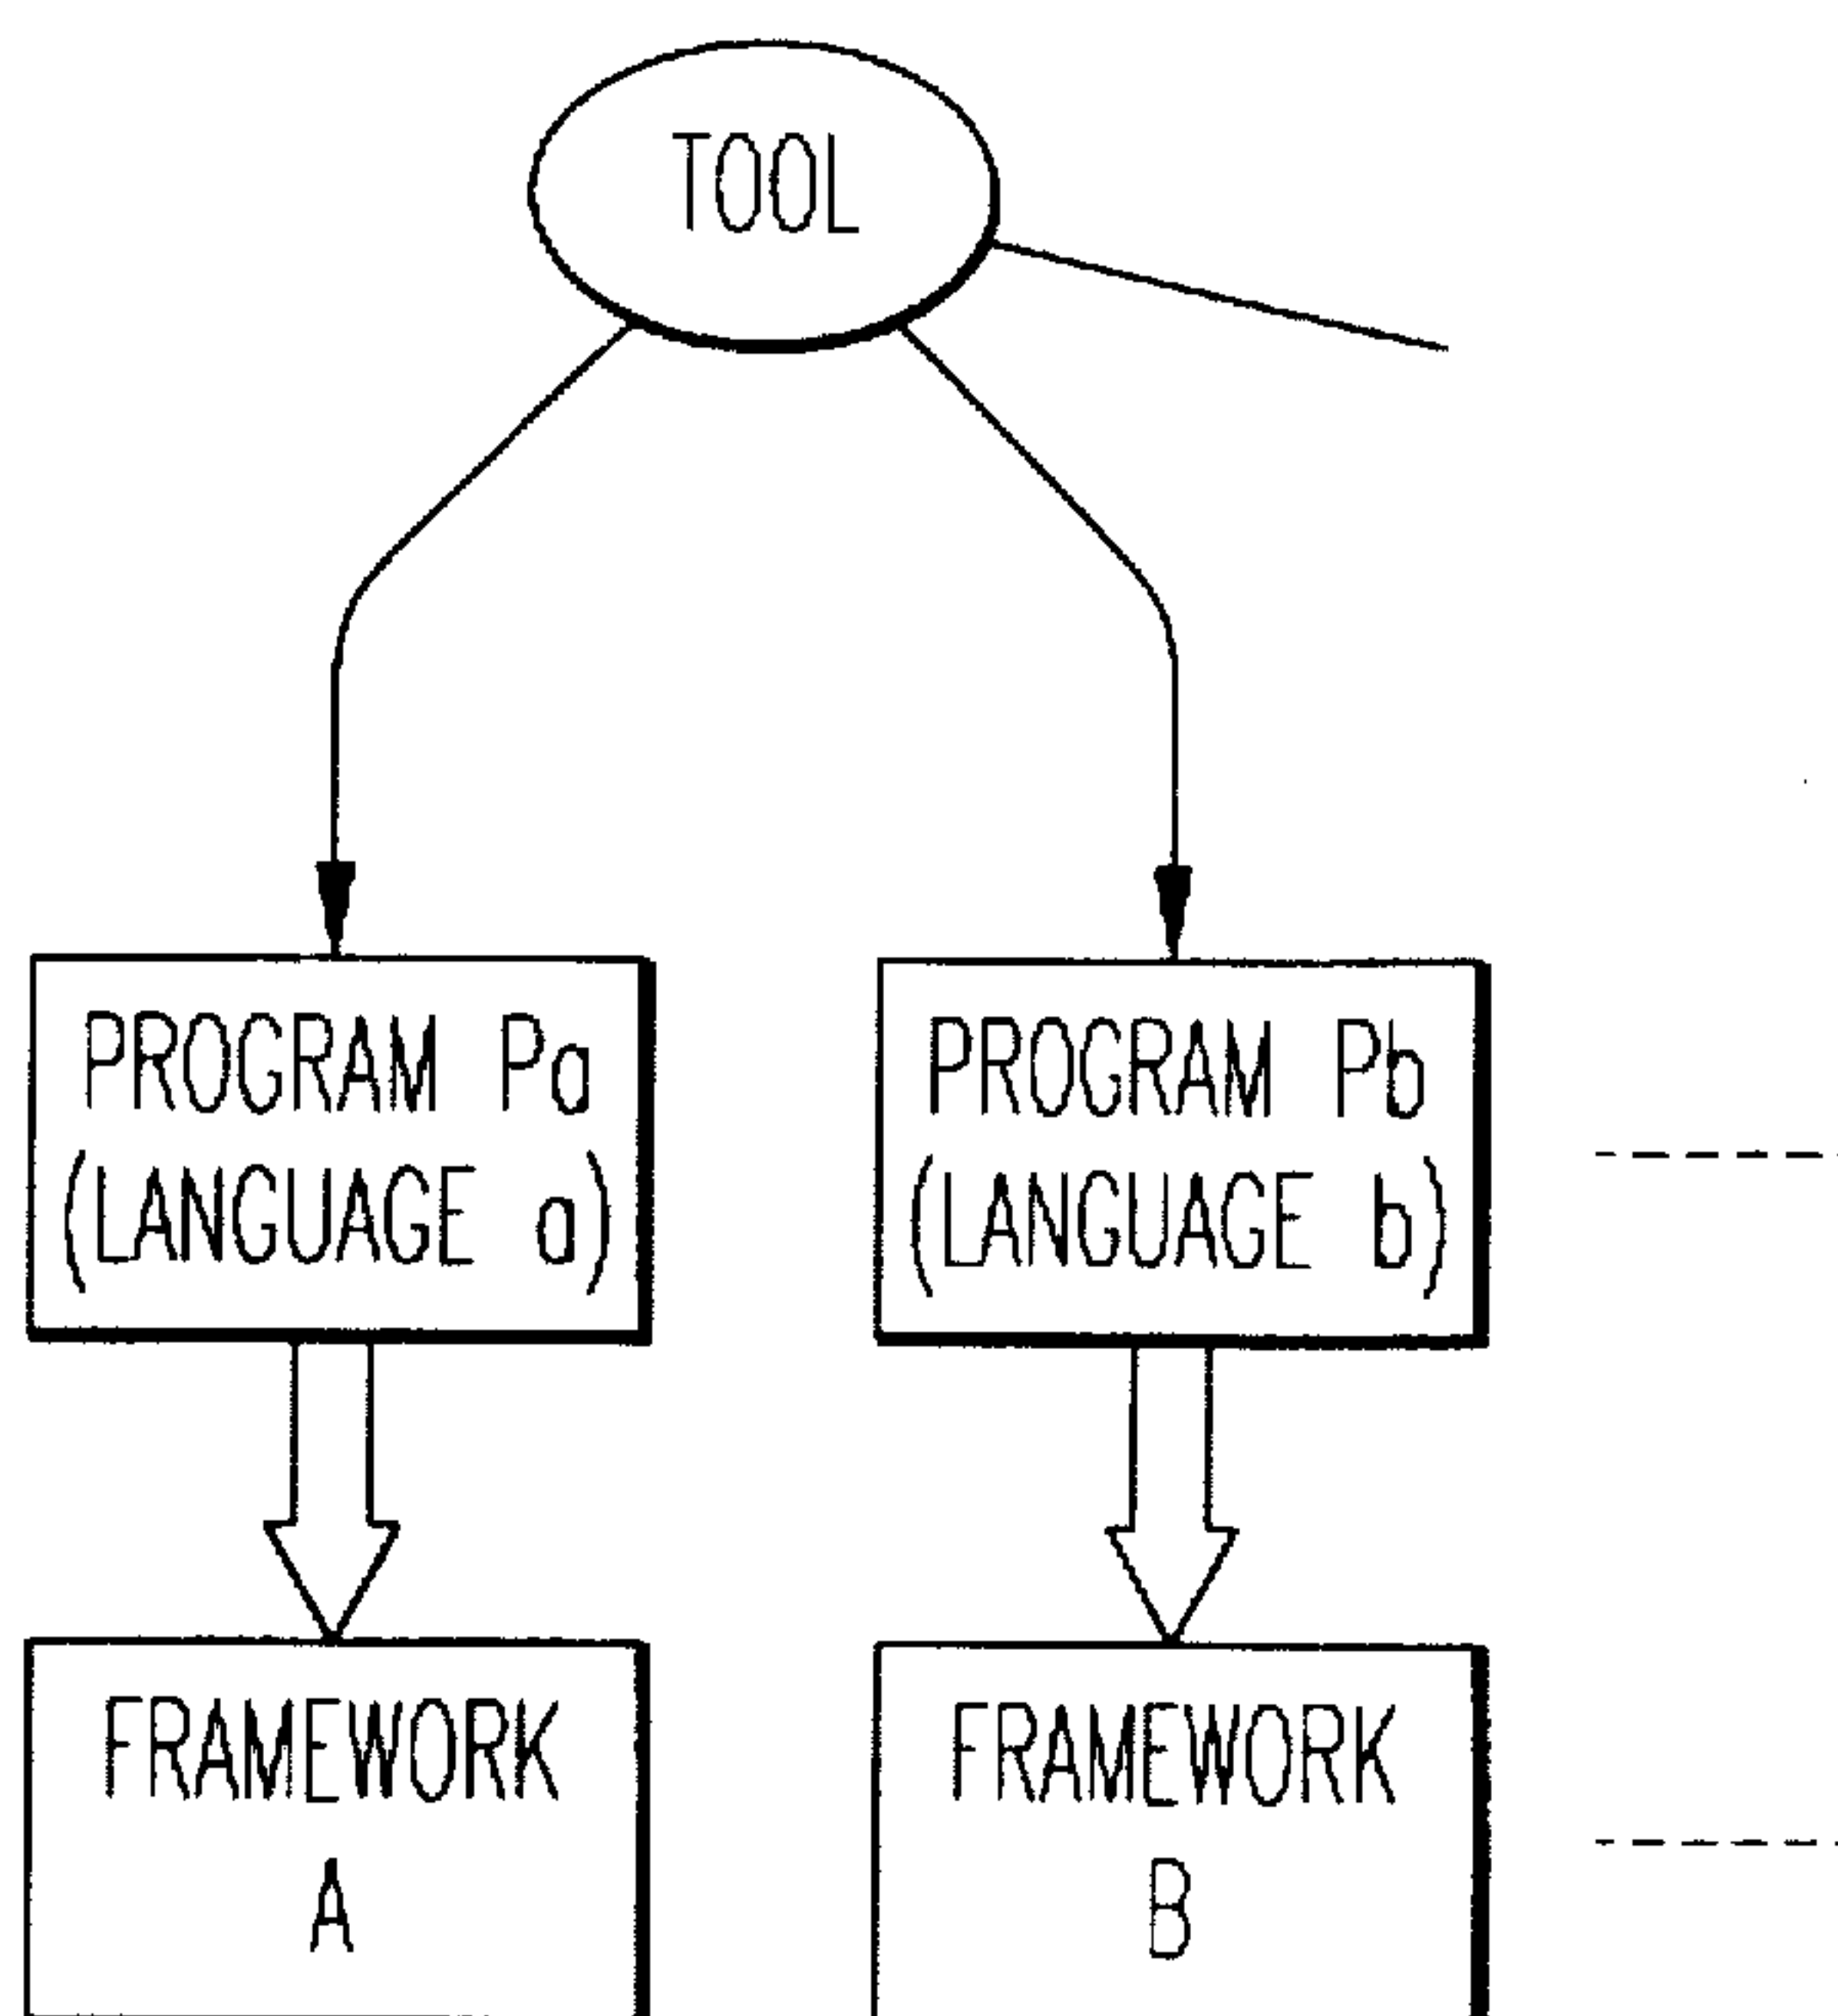 TOOL
PROGRAM Pa
(LANGUAGE a)
PROGRAM Pb
(LANGUAGE b)
FRAMEWORK
A
FRAMEWORK
B